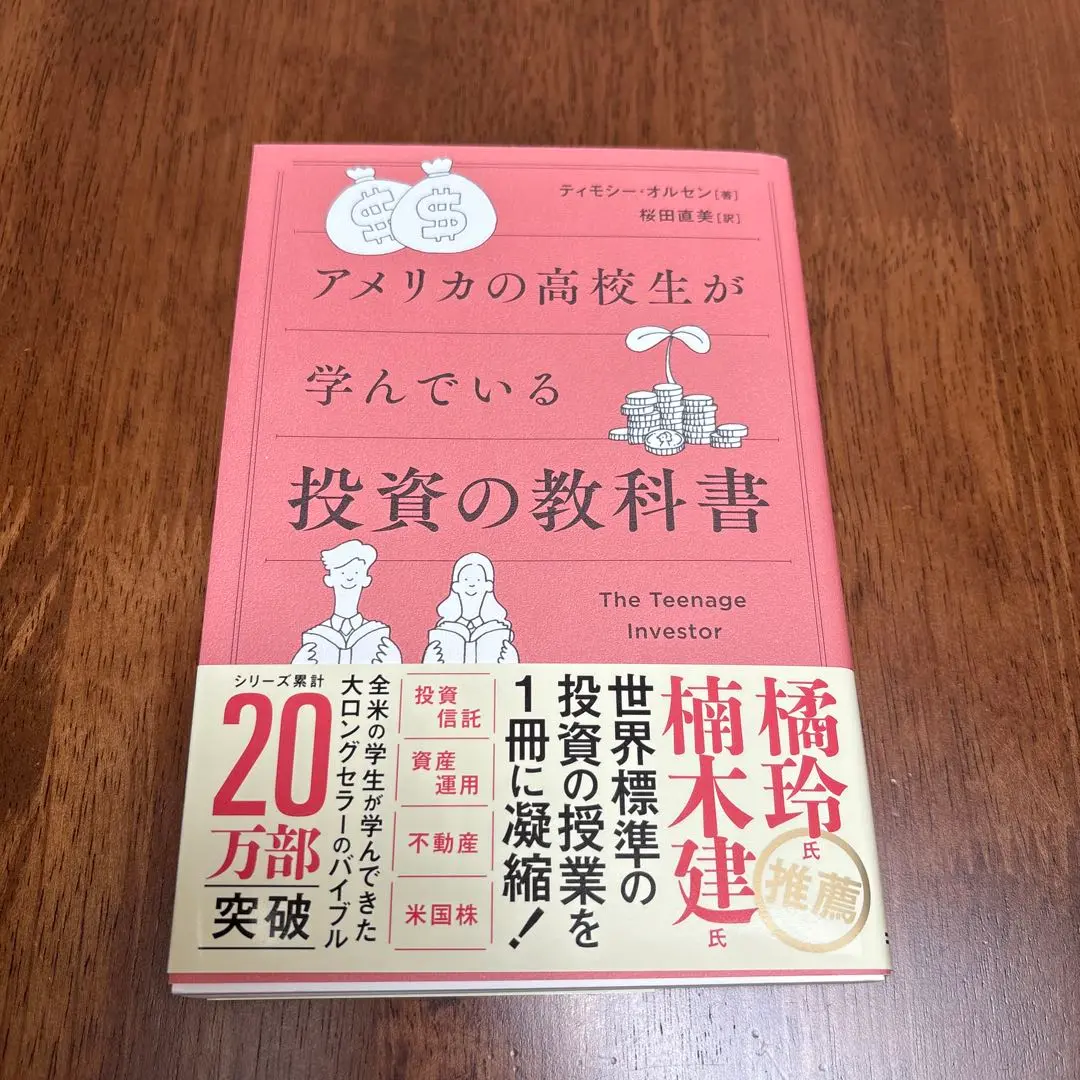 ティモシー・オルセン[著]
桜田直美[訳]
アメリカの高校生が
学んでいる
投資の教科書
The Teenage
Investor
橘玲氏
楠木建氏
推薦
世界標準の
投資の授業を
1冊に凝縮!
投資
信託
資産
運用
不動産
米国株
全米の学生が学んできた
大ロングセラーのバイブル
シリーズ累計
20
万部
突破